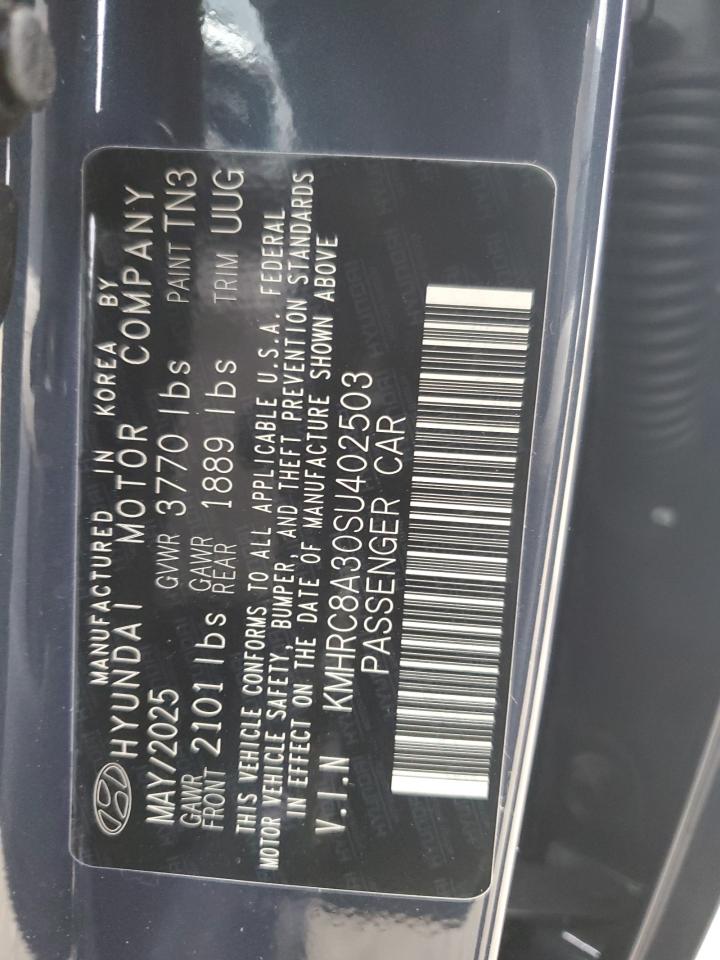 MANUFACTURED IN KOREA BY
HYUNDAI MOTOR COMPANY
MAY/2025 GVWR 3770 lbs PAINT TN3
GAWR FRONT 2101 lbs GAWR REAR 1889 lbs TRIM UUG
THIS VEHICLE CONFORMS TO ALL APPLICABLE U.S.A. FEDERAL
MOTOR VEHICLE SAFETY, BUMPER, AND THEFT PREVENTION STANDARDS
IN EFFECT ON THE DATE OF MANUFACTURE SHOWN ABOVE
V.I.N KMHRC8A30SU402503
PASSENGER CAR